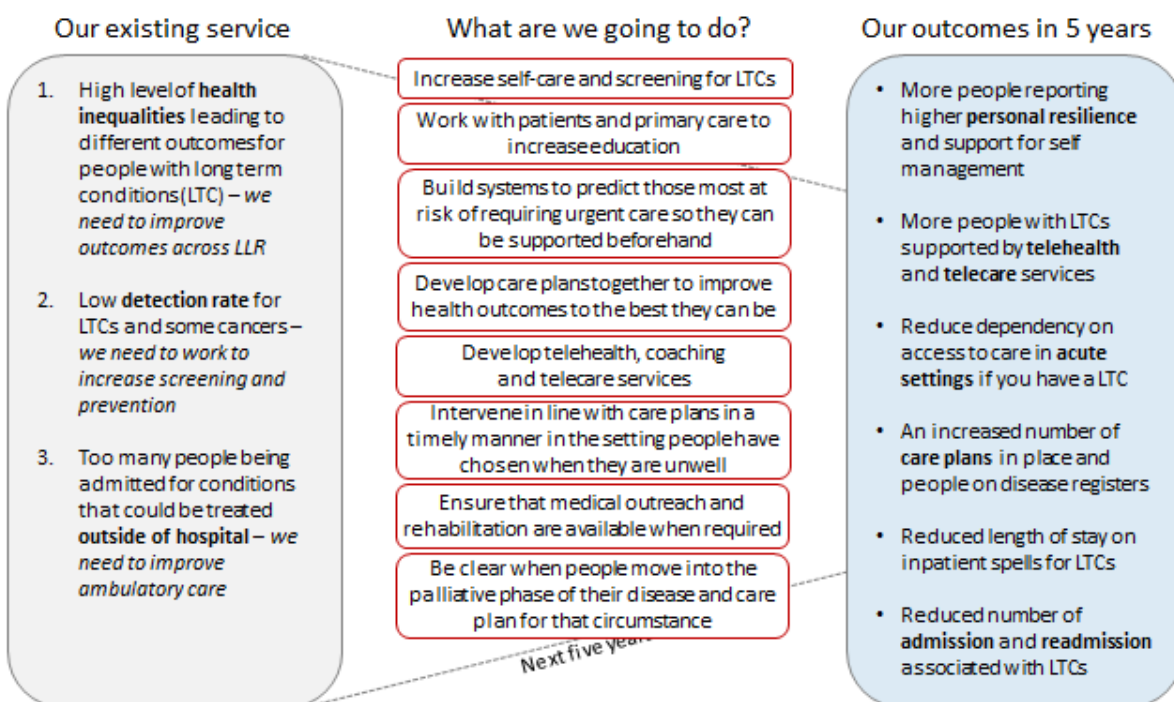 Our existing service
1. High level of health
inequalities leading to
different outcomes for
people with long term
conditions(LTC) – we
need to improve
outcomes across LLR
2. Low detection rate for
LTCs and some cancers –
we need to work to
increase screening and
prevention
3. Too many people being
admitted for conditions
that could be treated
outside of hospital – we
need to improve
ambulatory care
What are we going to do?
Increase self-care and screening for LTCs
Work with patients and primary care to
increase education
Build systems to predict those most at
risk of requiring urgent care so they can
be supported beforehand
Develop care plans together to improve
health outcomes to the best they can be
Develop telehealth, coaching
and telecare services
Intervene in line with care plans in a
timely manner in the setting people have
chosen when they are unwell
Ensure that medical outreach and
rehabilitation are available when required
Be clear when people move into the
palliative phase of their disease and care
plan for that circumstance
Next five year
Our outcomes in 5 years
• More people reporting
higher personal resilience
and support for self
management
• More people with LTCs
supported by telehealth
and telecare services
• Reduce dependency on
access to care in acute
settings if you have a LTC
• An increased number of
care plans in place and
people on disease registers
• Reduced length of stay on
inpatient spells for LTCs
• Reduced number of
admission and readmission
associated with LTCs